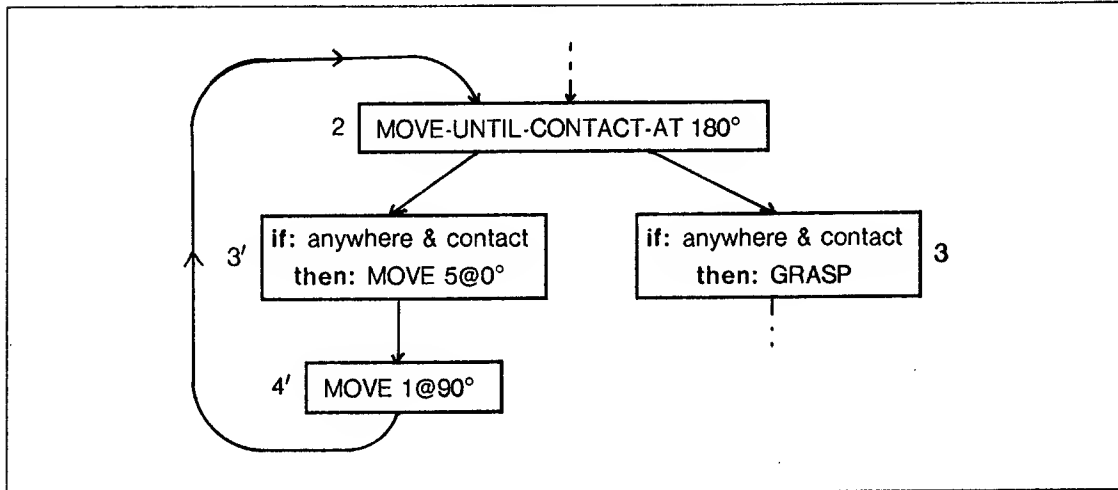 2 MOVE-UNTIL-CONTACT-AT 180°
3′ if: anywhere & contact
then: MOVE 5@0°
if: anywhere & contact 3
then: GRASP
4′ MOVE 1@90°